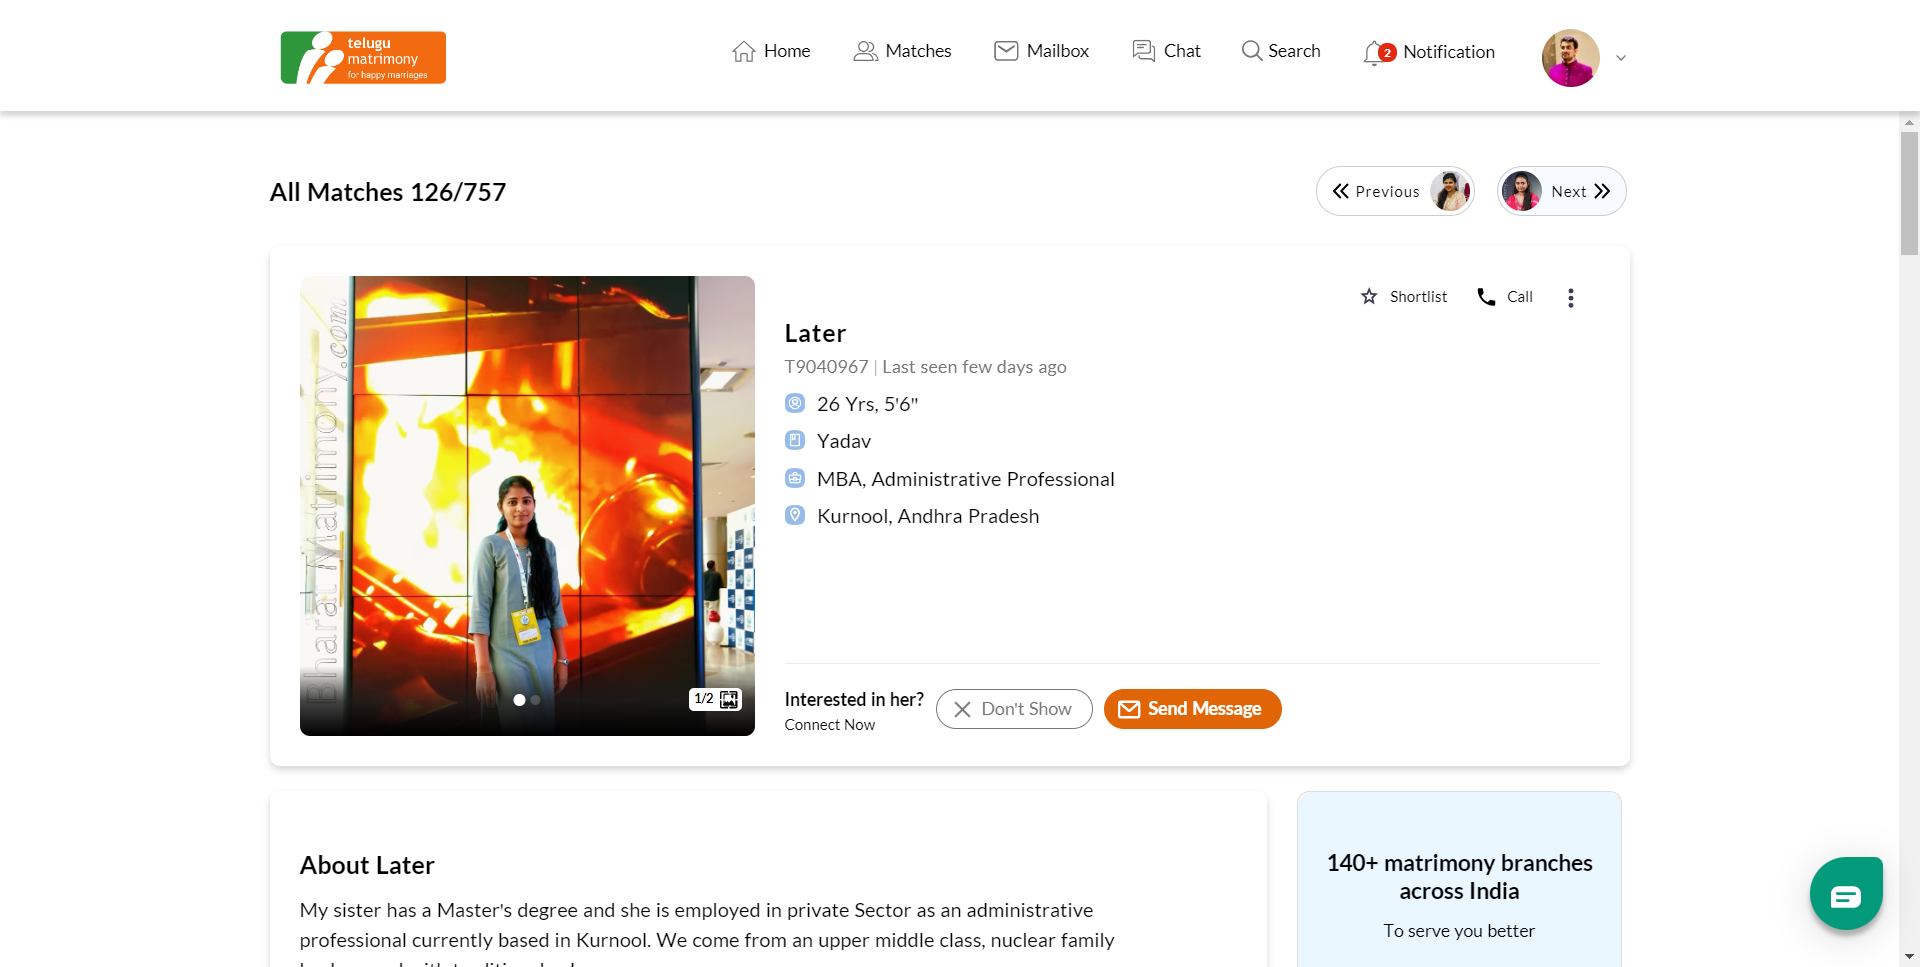 telugu
matrimony
for happy marriages
Home
Matches
Mailbox
Chat
Search
2
Notification
All Matches 126/757
Previous
Next
Bharat Matrimony.com
1/2
Shortlist
Call
Later
T9040967 | Last seen few days ago
26 Yrs, 5'6"
Yadav
MBA, Administrative Professional
Kurnool, Andhra Pradesh
Interested in her?
Connect Now
Don't Show
Send Message
About Later
My sister has a Master's degree and she is employed in private Sector as an administrative
professional currently based in Kurnool. We come from an upper middle class, nuclear family
140+ matrimony branches
across India
To serve you better